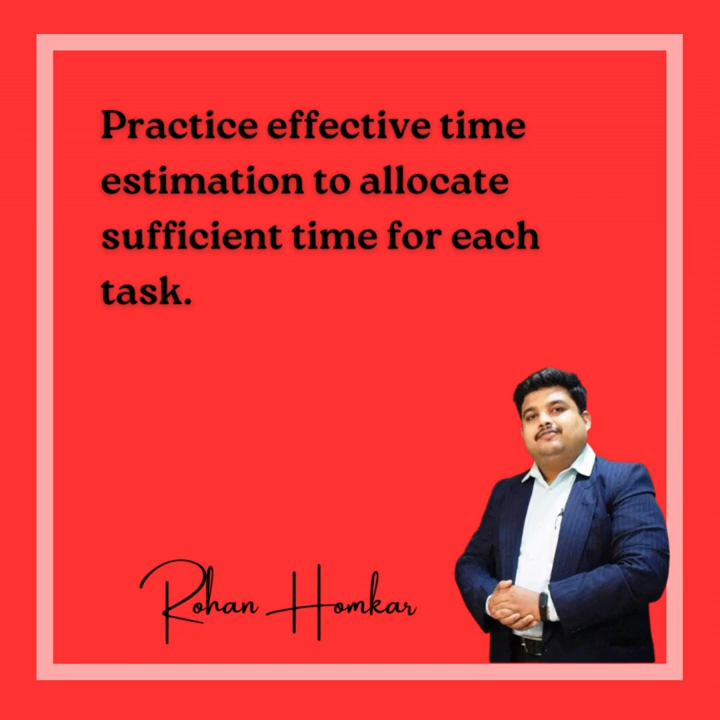 Practice effective time
estimation to allocate
sufficient time for each
task.
Rohan Homkar